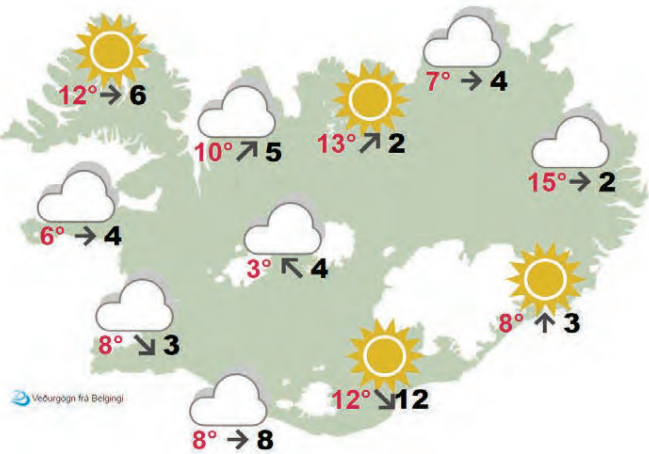 12° → 6
7° → 4
10° ↗ 5
13° ↗ 2
15° → 2
6° → 4
3° ↖ 4
8° ↑ 3
8° ↘ 3
12° ↘ 12
Veðurgögn frá Belgingi
8° → 8